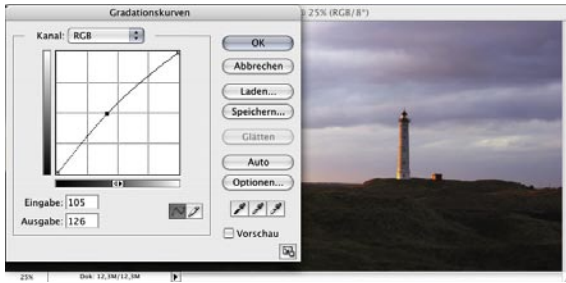 Gradationskurven
25% (RGB/8*)
Kanal: RGB
OK
Abbrechen
Laden...
Speichern...
Glätten
Auto
Optionen...
Eingabe: 105
Ausgabe: 126
Vorschau
25%
Dok: 12,3M/12,3M